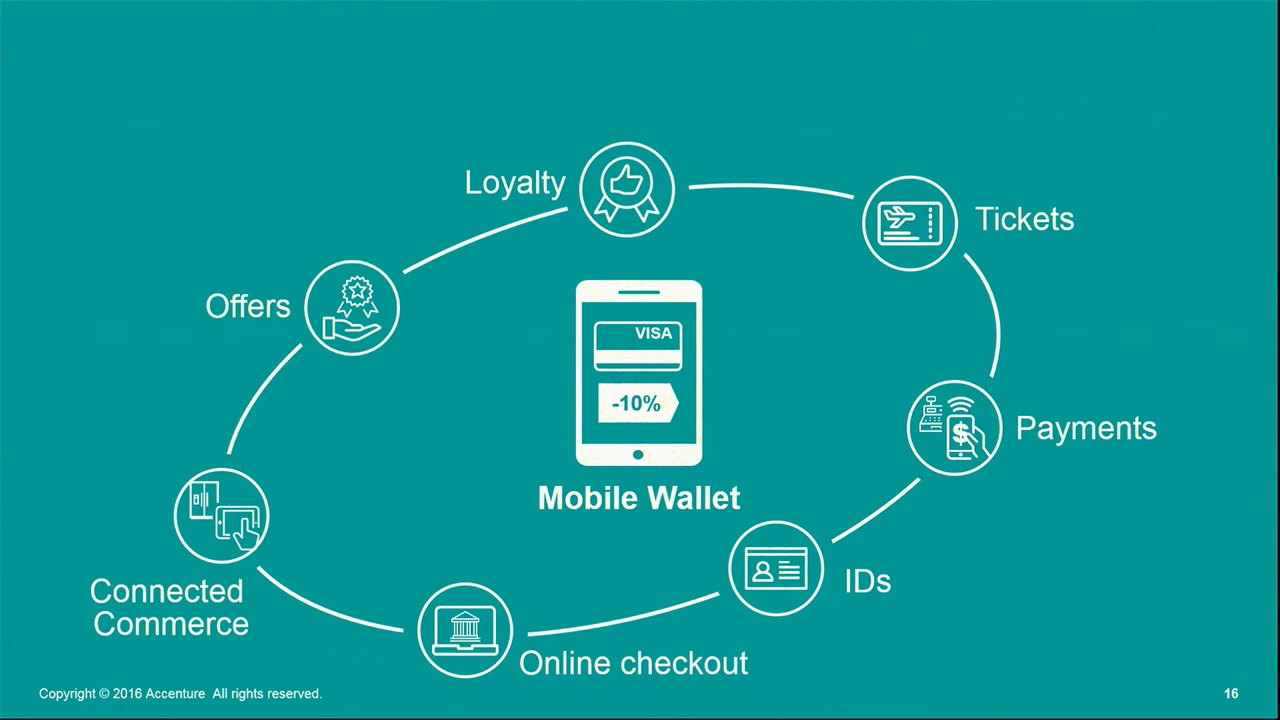 Loyalty
Tickets
Offers
VISA
-10%
$
Payments
Mobile Wallet
IDs
Connected
Commerce
Online checkout
Copyright © 2016 Accenture All rights reserved.
16